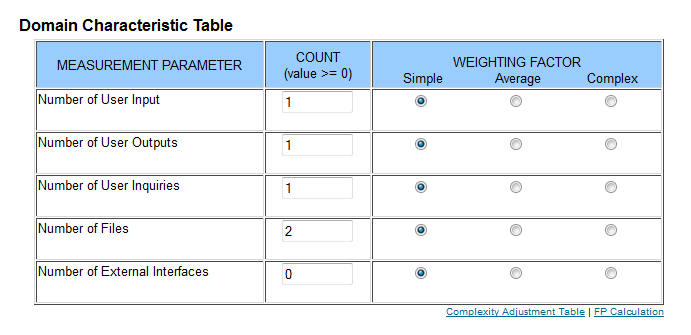 Domain Characteristic Table
MEASUREMENT PARAMETER
COUNT
(value >= 0)
WEIGHTING FACTOR
Simple Average Complex
Number of User Input 1
Number of User Outputs 1
Number of User Inquiries 1
Number of Files 2
Number of External Interfaces 0
Complexity Adjustment Table | FP Calculation